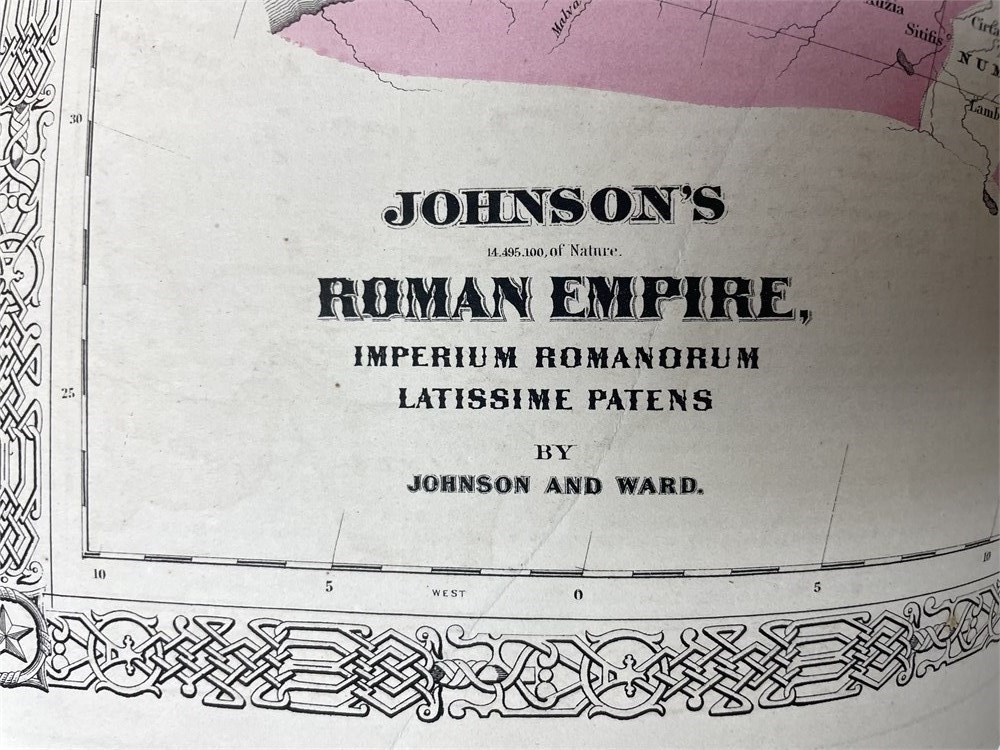 Malva
Auzia
Sitifis
30
JOHNSON'S
14.495.100, of Nature.
ROMAN EMPIRE,
IMPERIUM ROMANORUM
LATISSIME PATENS
25
BY
JOHNSON AND WARD.
10 5 WEST 0 5 10